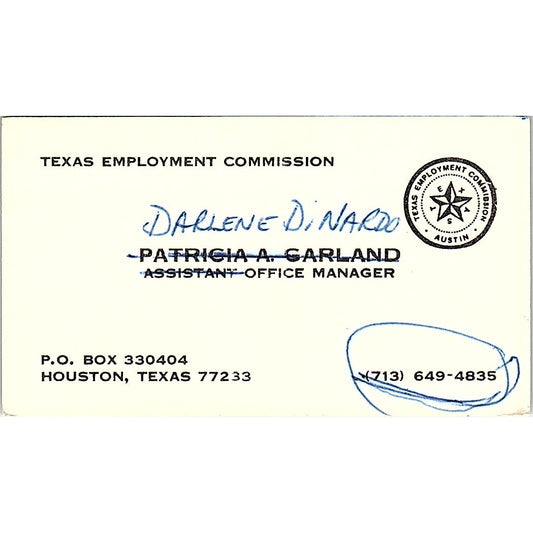 TEXAS EMPLOYMENT COMMISSION
TEXAS EMPLOYMENT COMMISSION
TEXAS
AUSTIN
DARLENE DiNARDO
PATRICIA A. GARLAND
ASSISTANT OFFICE MANAGER
P.O. BOX 330404
HOUSTON, TEXAS 77233
(713) 649-4835